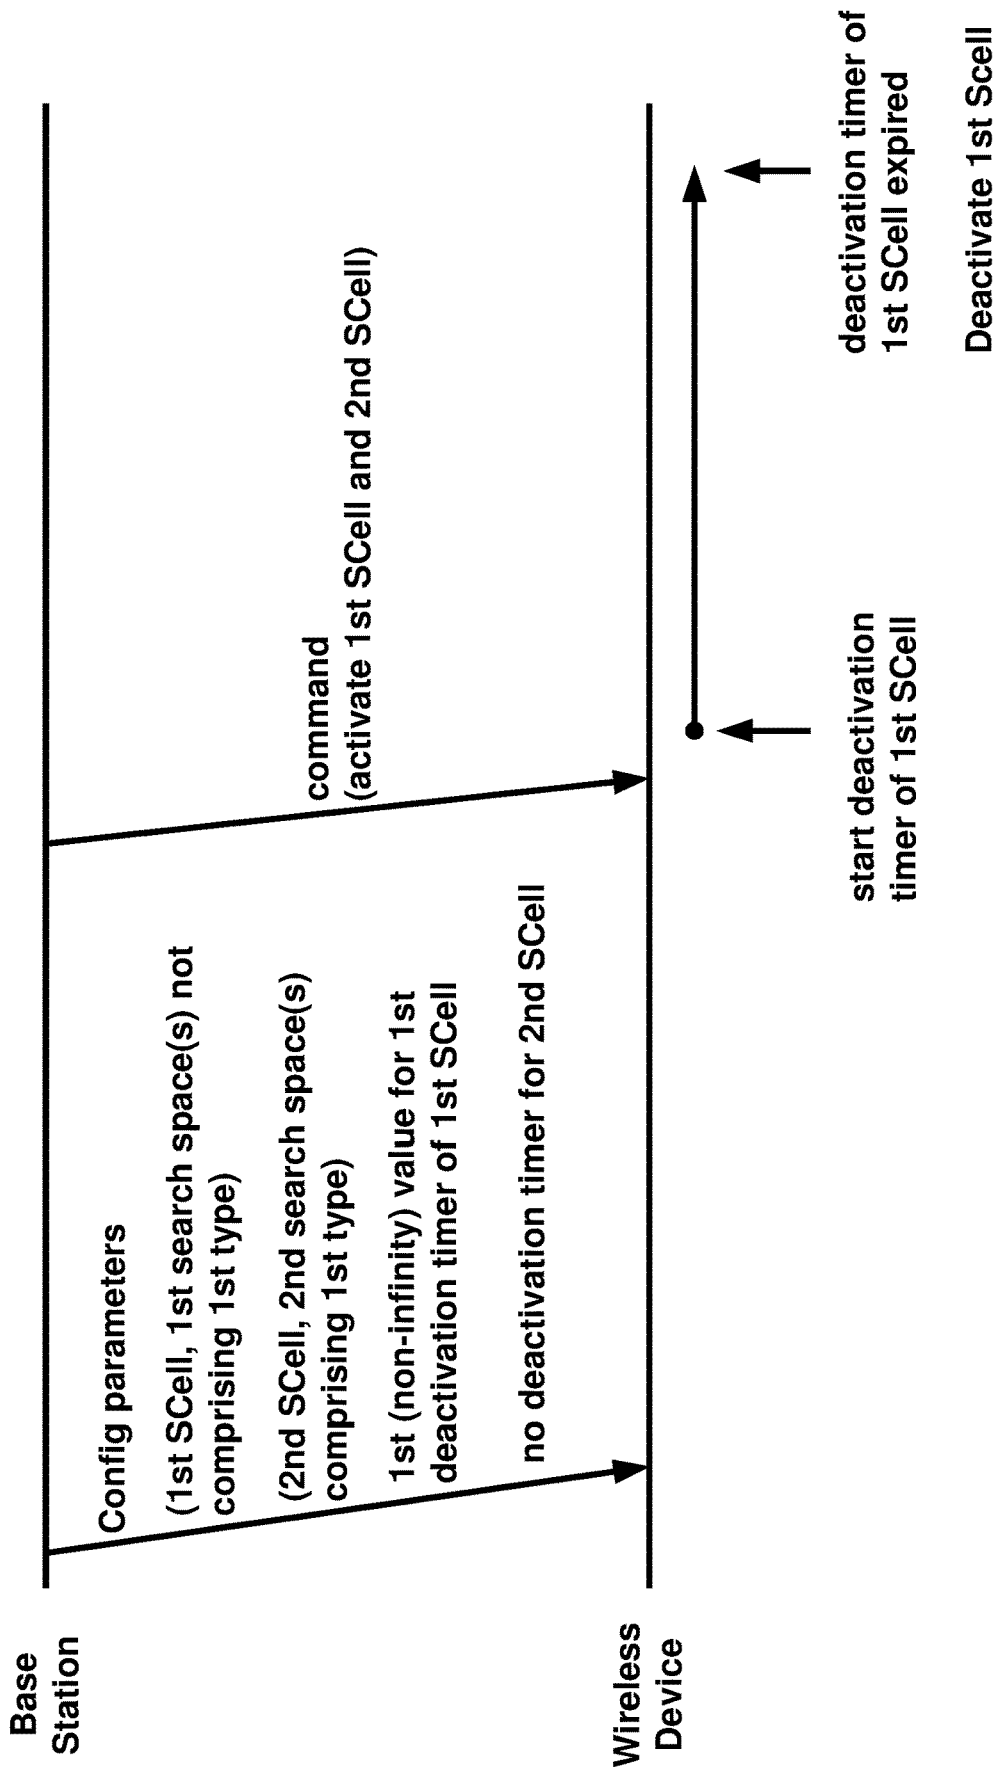 Base
Station
Config parameters
(1st SCell, 1st search space(s) not
comprising 1st type)
(2nd SCell, 2nd search space(s)
comprising 1st type)
1st (non-infinity) value for 1st
deactivation timer of 1st SCell
no deactivation timer for 2nd SCell
command
(activate 1st SCell and 2nd SCell)
Wireless
Device
start deactivation
timer of 1st SCell
deactivation timer of
1st SCell expired
Deactivate 1st Scell